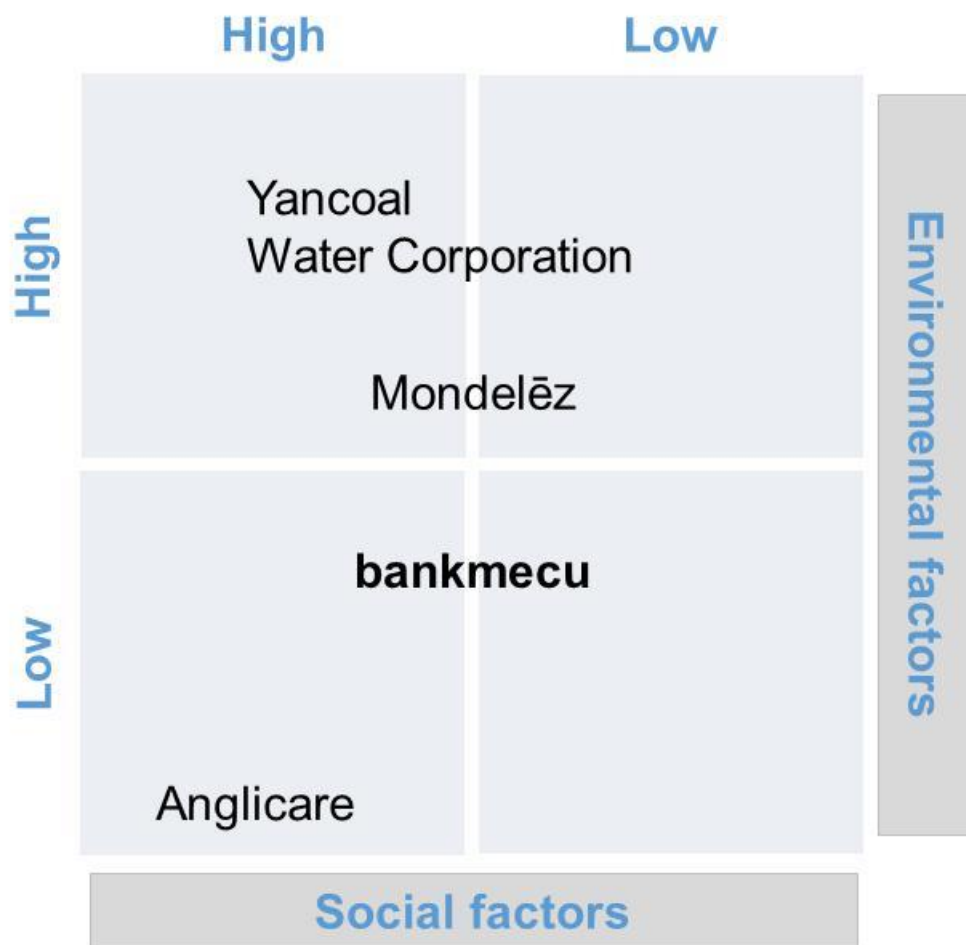 High
Low
High
Yancoal
Water Corporation
Mondelēz
Environmental factors
Low
bankmecu
Anglicare
Social factors